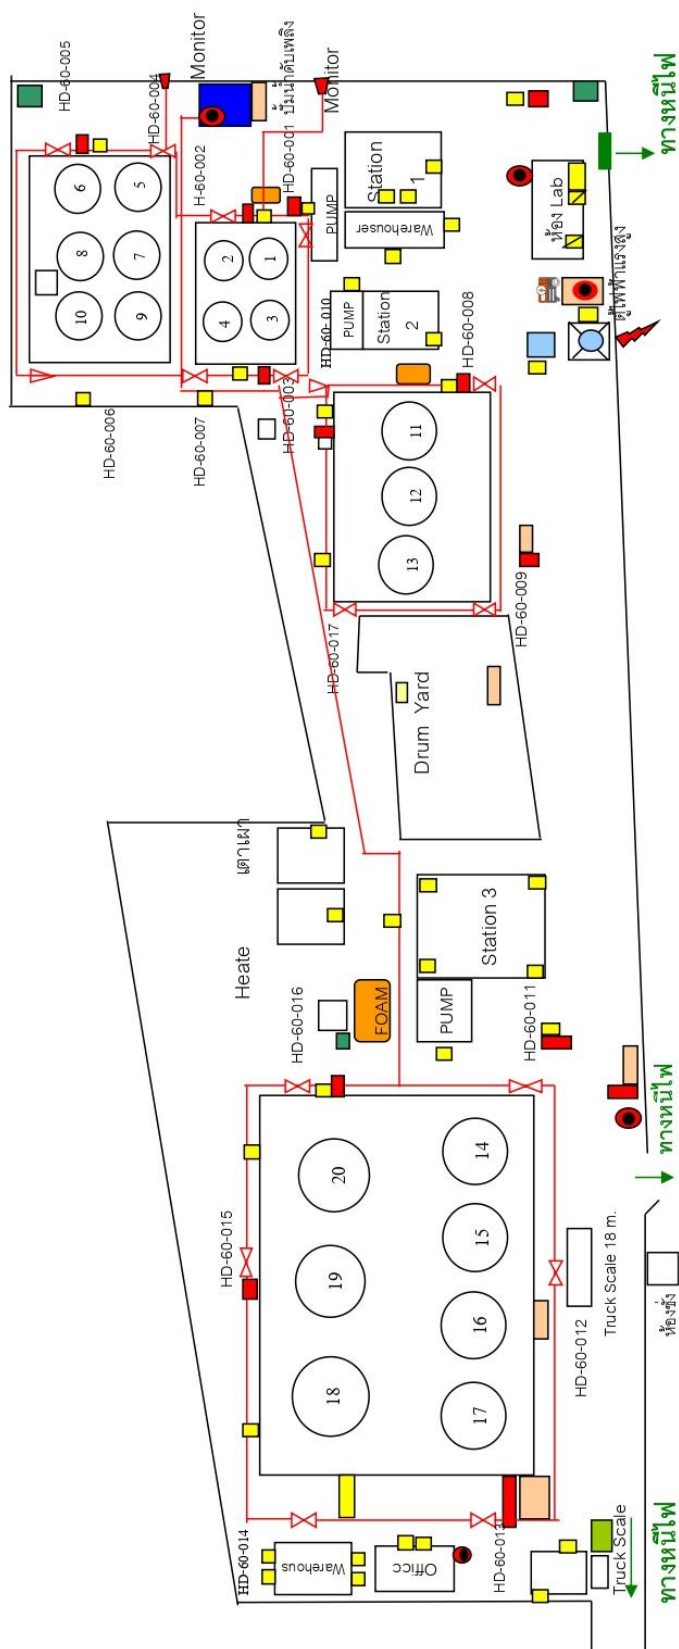 HD-60-005
HD-60-004
Monitor
ปั๊มน้ำดับเพลิง
Monitor
H-60-002
HD-60-001
6
5
8
7
10
9
2
1
4
3
PUMP
Station
1
Warehouser
HD-60- 010
PUMP
Station
2
HD-60-008
ห้อง Lab
ตู้ไฟฟ้าแรงสูง
ทางหนีไฟ
HD-60-006
HD-60-007
HD-60-003
11
12
13
HD-60-009
HD-60-017
Drum Yard
เตาเผา
Heate
HD-60-016
FOAM
Station 3
PUMP
HD-60-011
ทางหนีไฟ
HD-60-015
20
14
19
15
18
16
17
HD-60-012
Truck Scale 18 m.
ห้องชั่ง
HD-60-014
Warehous
Officc
HD-60-013
Truck Scale
ทางหนีไฟ